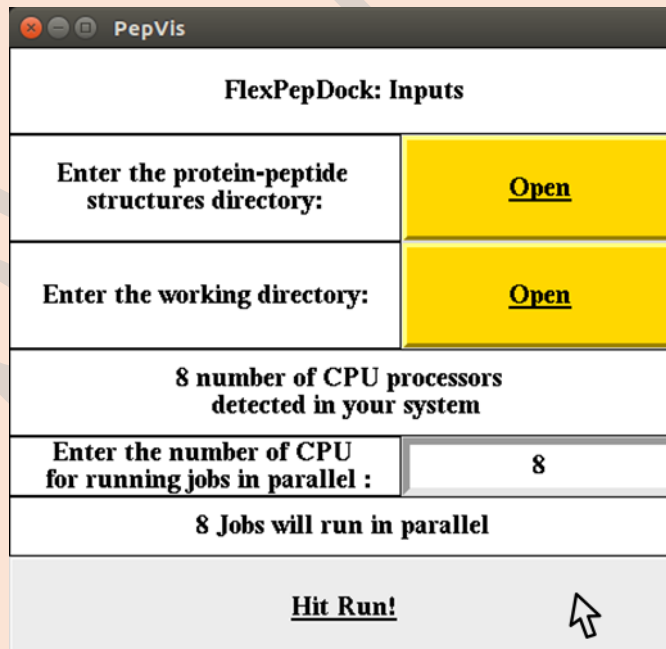 PepVis
FlexPepDock: Inputs
Enter the protein-peptide
structures directory:
Open
Enter the working directory:
Open
8 number of CPU processors
detected in your system
Enter the number of CPU
for running jobs in parallel :
8
8 Jobs will run in parallel
Hit Run!